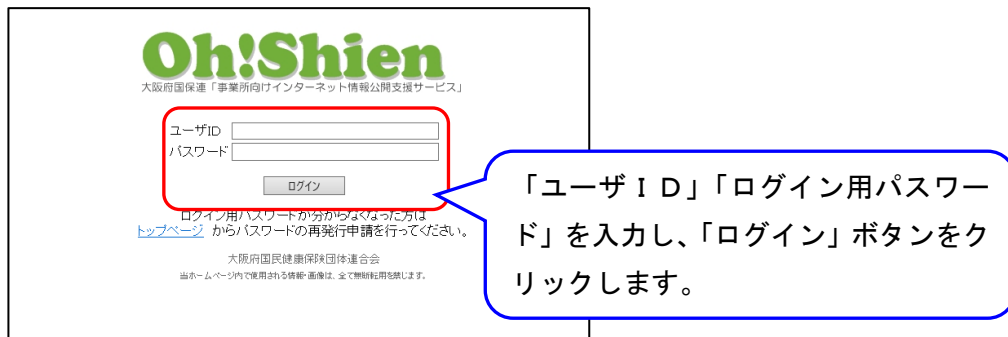 Oh!Shien
大阪府国保連「事業所向けインターネット情報公開支援サービス」
ユーザID
パスワード
ログイン
ログイン用パスワードが分からなくなった方は
トップページ からパスワードの再発行申請を行ってください。
大阪府国民健康保険団体連合会
当ホームページ内で使用される情報・画像は、全て無断転用を禁じます。
「ユーザＩＤ」「ログイン用パスワー
ド」を入力し、「ログイン」ボタンをク
リックします。